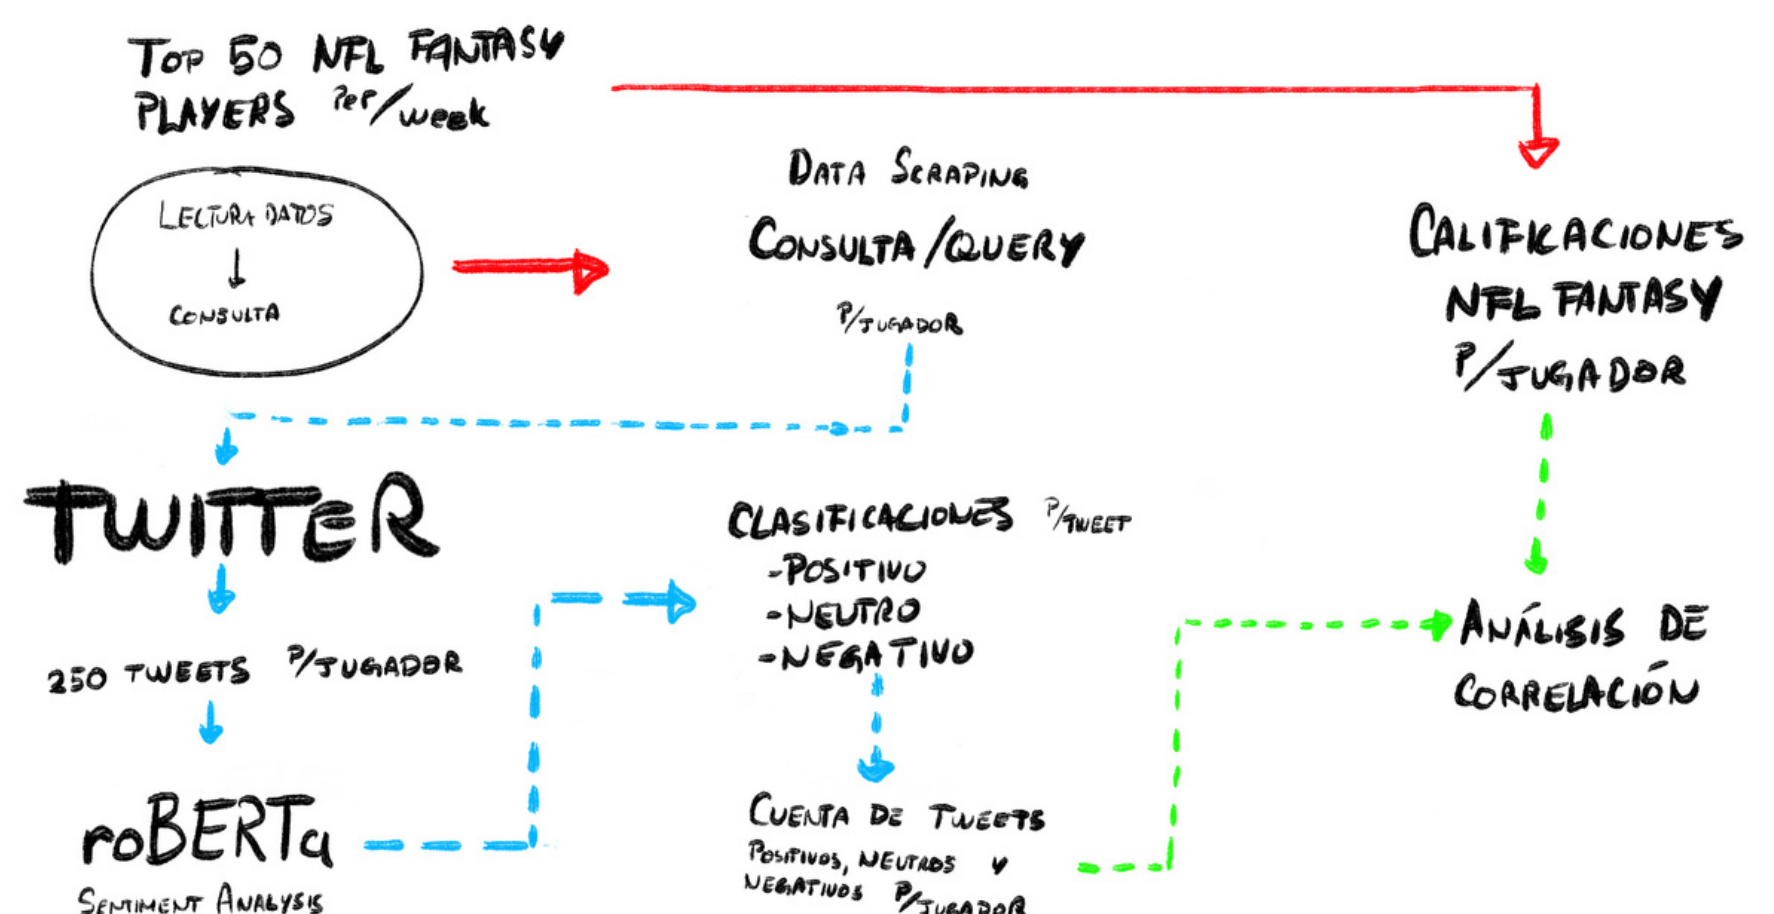 TOP 50 NFL FANTASY
PLAYERS Per/week
LECTURA DATOS
CONSULTA
DATA SCRAPING
CONSULTA/QUERY
P/JUGADOR
CALIFICACIONES
NFL FANTASY
P/JUGADOR
TWITTER
250 TWEETS P/JUGADOR
roBERTa
SENTIMENT ANALYSIS
CLASIFICACIONES P/TWEET
-POSITIVO
-NEUTRO
-NEGATIVO
CUENTA DE TWEETS
POSITIVOS, NEUTROS Y
NEGATIVOS P/JUGADOR
ANÁLISIS DE
CORRELACIÓN